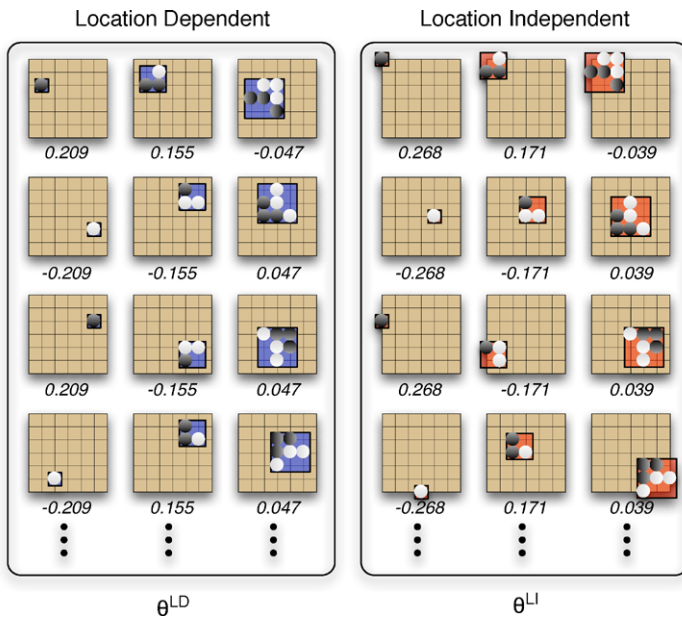 Location Dependent
Location Independent
0.209 0.155 -0.047
0.268 0.171 -0.039
-0.209 -0.155 0.047
-0.268 -0.171 0.039
0.209 -0.155 0.047
0.268 -0.171 0.039
-0.209 0.155 0.047
-0.268 0.171 0.039
θLD
θLI